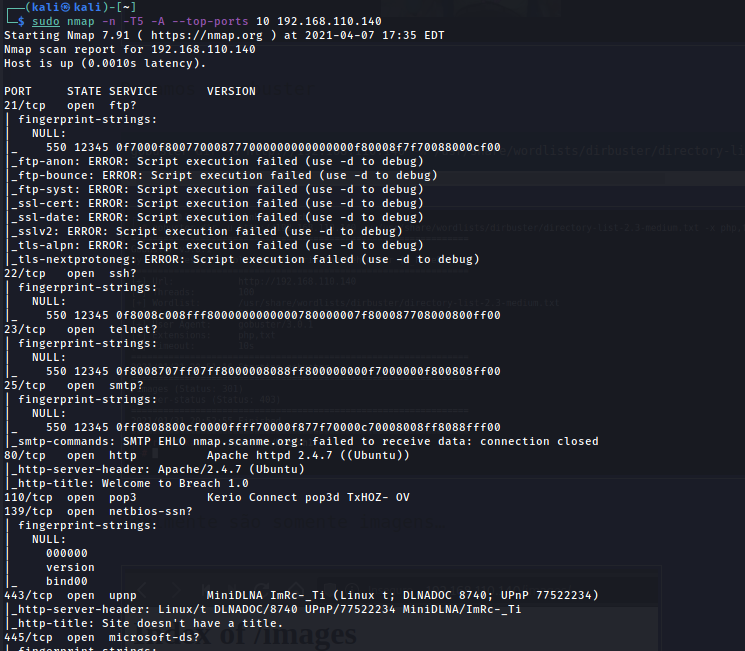 ┌──(kali㉿kali)-[~]
└─$ sudo nmap -n -T5 -A --top-ports 10 192.168.110.140
Starting Nmap 7.91 ( https://nmap.org ) at 2021-04-07 17:35 EDT
Nmap scan report for 192.168.110.140
Host is up (0.0010s latency).
PORT     STATE SERVICE       VERSION
21/tcp   open  ftp?
| fingerprint-strings:
|   NULL:
|_    550 12345 0f7000f800770008777000000000000000f80008f7f70088000cf00
|_ftp-anon: ERROR: Script execution failed (use -d to debug)
|_ftp-bounce: ERROR: Script execution failed (use -d to debug)
|_ftp-syst: ERROR: Script execution failed (use -d to debug)
|_ssl-cert: ERROR: Script execution failed (use -d to debug)
|_ssl-date: ERROR: Script execution failed (use -d to debug)
|_sslv2: ERROR: Script execution failed (use -d to debug)
|_tls-alpn: ERROR: Script execution failed (use -d to debug)
|_tls-nextprotoneg: ERROR: Script execution failed (use -d to debug)
22/tcp   open  ssh?
| fingerprint-strings:
|   NULL:
|_    550 12345 0f8008c008fff8000000000000780000007f800087708000800ff00
23/tcp   open  telnet?
| fingerprint-strings:
|   NULL:
|_    550 12345 0f8008707ff07ff8000008088ff800000000f7000000f800808ff00
25/tcp   open  smtp?
| fingerprint-strings:
|   NULL:
|_    550 12345 0ff0808800cf0000ffff70000f877f70000c70008008ff8088fff00
|_smtp-commands: SMTP EHLO nmap.scanme.org: failed to receive data: connection closed
80/tcp   open  http          Apache httpd 2.4.7 ((Ubuntu))
|_http-server-header: Apache/2.4.7 (Ubuntu)
|_http-title: Welcome to Breach 1.0
110/tcp  open  pop3          Kerio Connect pop3d TxHOZ- OV
139/tcp  open  netbios-ssn?
| fingerprint-strings:
|   NULL:
|     000000
|     version
|_    bind00
443/tcp  open  upnp          MiniDLNA ImRc-_Ti (Linux t; DLNADOC 8740; UPnP 77522234)
|_http-server-header: Linux/t DLNADOC/8740 UPnP/77522234 MiniDLNA/ImRc-_Ti
|_http-title: Site doesn't have a title.
445/tcp  open  microsoft-ds?
| fingerprint-strings: